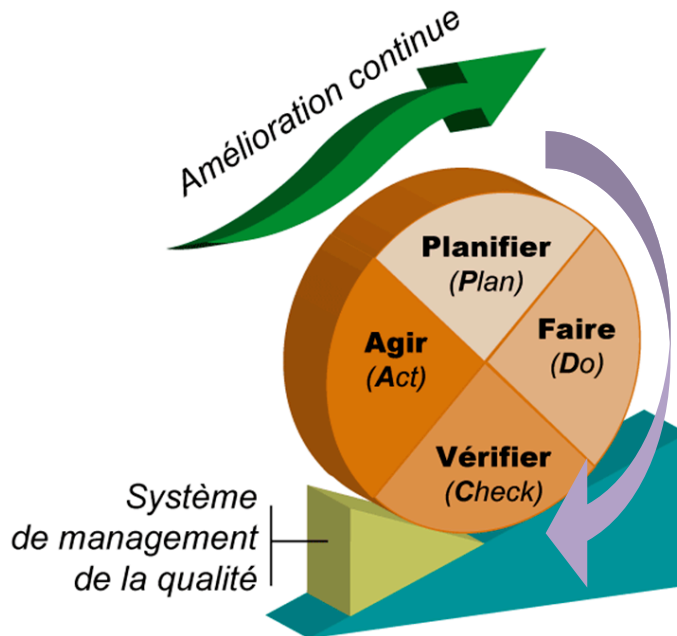 Amélioration continue
Planifier
(Plan)
Faire
(Do)
Agir
(Act)
Vérifier
(Check)
Système
de management
de la qualité